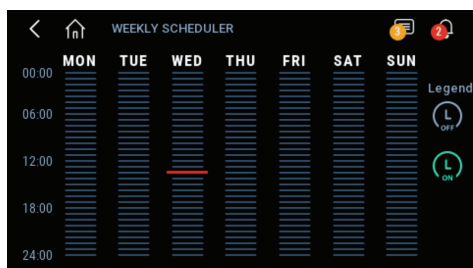 WEEKLY SCHEDULER
3
2
MON TUE WED THU FRI SAT SUN
00:00
Legend
06:00
L
OFF
12:00
L
ON
18:00
24:00